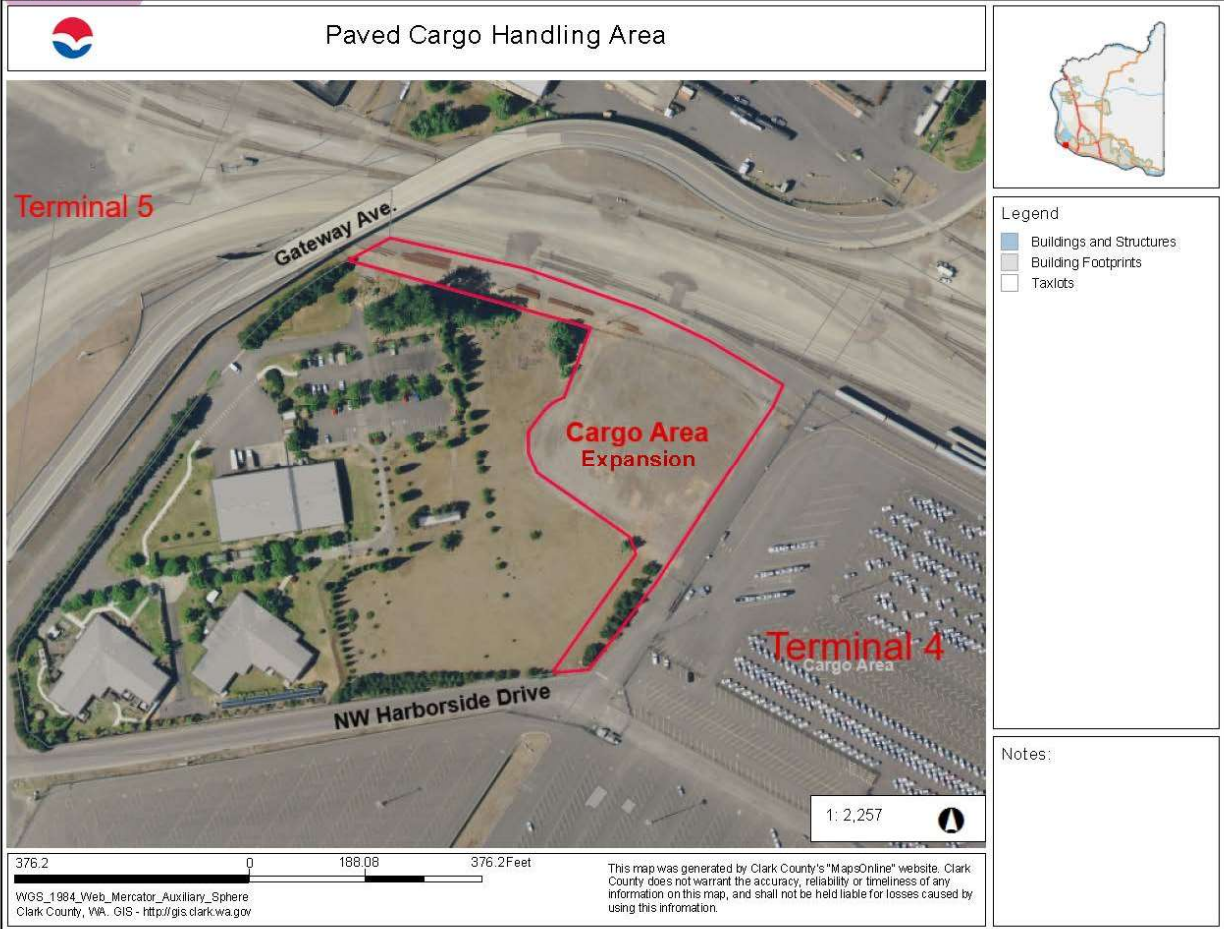 Paved Cargo Handling Area
Terminal 5
Gateway Ave.
Cargo Area
Expansion
Terminal 4
Cargo Area
NW Harborside Drive
1: 2,257
Legend
Buildings and Structures
Building Footprints
Taxlots
Notes:
376.2 0 188.08 376.2Feet
WGS_1984_Web_Mercator_Auxiliary_Sphere
Clark County, WA. GIS - http://gis.clark.wa.gov
This map was generated by Clark County's "MapsOnline" website. Clark
County does not warrant the accuracy, reliability or timeliness of any
information on this map, and shall not be held liable for losses caused by
using this infromation.